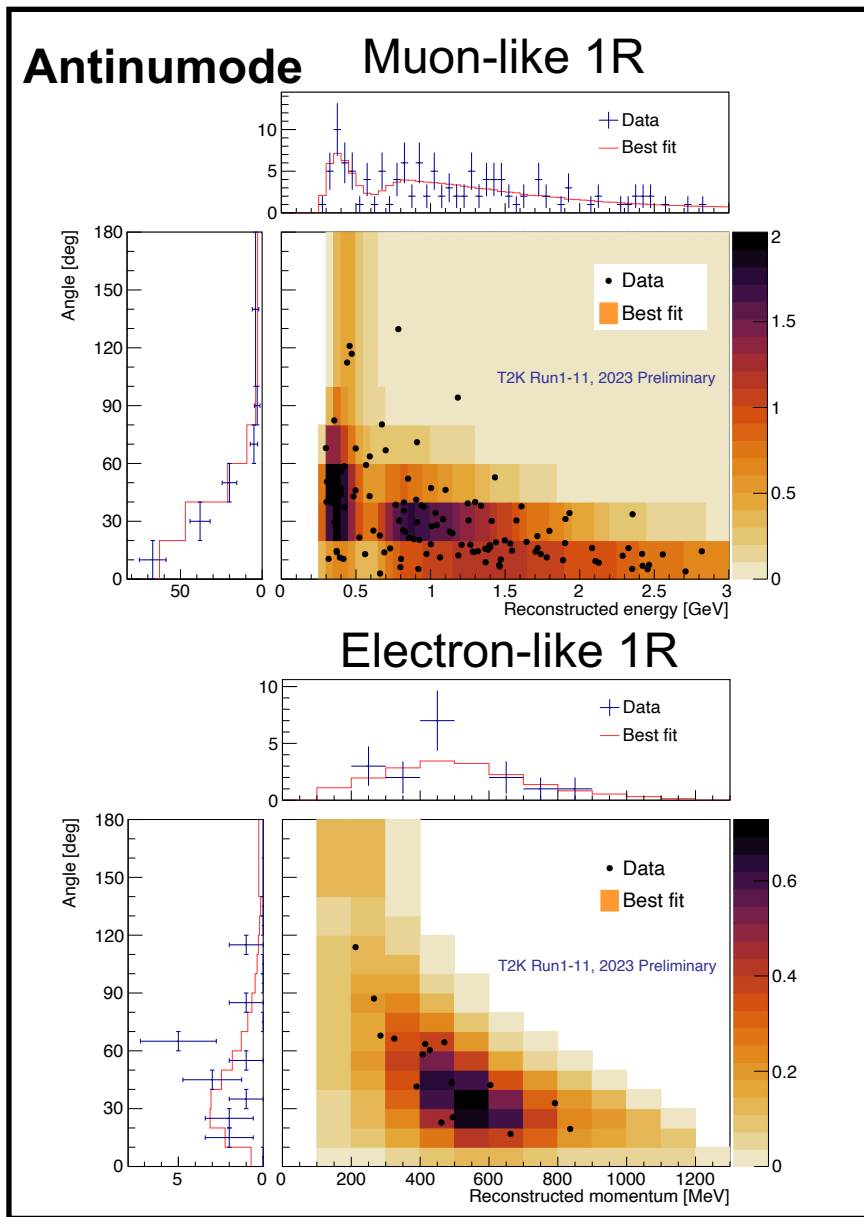 Antinumode
Muon-like 1R
10
5
0
Data
Best fit
Angle [deg]
180
150
120
90
60
30
0
50
0
Data
Best fit
T2K Run1-11, 2023 Preliminary
0
0.5
1
1.5
2
2.5
3
Reconstructed energy [GeV]
2
1.5
1
0.5
0
Electron-like 1R
10
5
0
Data
Best fit
Angle [deg]
180
150
120
90
60
30
0
5
0
Data
Best fit
T2K Run1-11, 2023 Preliminary
200
400
600
800
1000
1200
Reconstructed momentum [MeV]
0.6
0.4
0.2
0